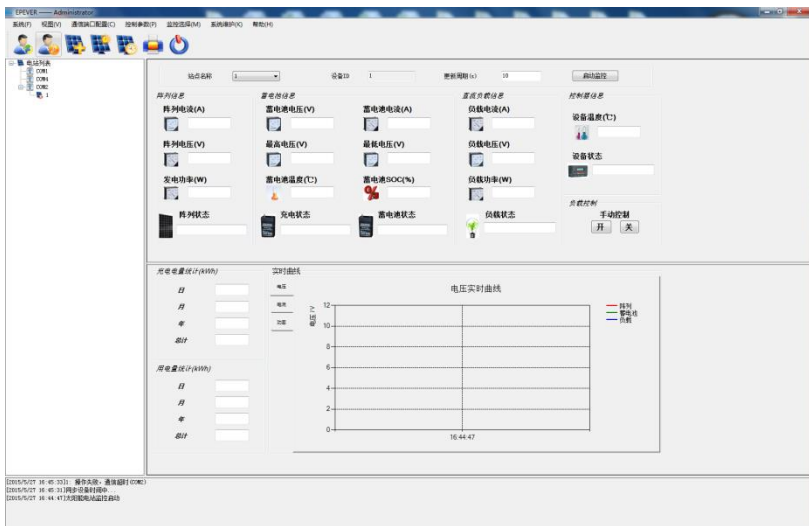 EPEVER —— Administrator
系统(F) 视图(V) 通信端口配置(C) 控制参数(P) 监控选择(M) 系统维护(K) 帮助(H)
电站列表
COM1
COM4
COM2
1
站点名称 1 设备ID 1 更新周期(s) 10 启动监控
阵列信息 蓄电池信息 直流负载信息 控制器信息
阵列电流(A) 蓄电池电压(V) 蓄电池电流(A) 负载电流(A)
设备温度(℃)
阵列电压(V) 最高电压(V) 最低电压(V) 负载电压(V)
设备状态
发电功率(W) 蓄电池温度(℃) 蓄电池SOC(%) 负载功率(W)
负载控制
阵列状态 充电状态 蓄电池状态 负载状态 手动控制
开 关
充电电量统计(kWh) 实时曲线
日
月
年
总计
电压
电流
功率
电压实时曲线
电压 /V
12
10
8
6
4
2
0
16:44:47
阵列
蓄电池
负载
用电量统计(kWh)
日
月
年
总计
[2015/5/27 16:45:33]1: 操作失败，通信超时(COM2)
[2015/5/27 16:45:31]同步设备时间中...
[2015/5/27 16:44:47]太阳能电站监控启动